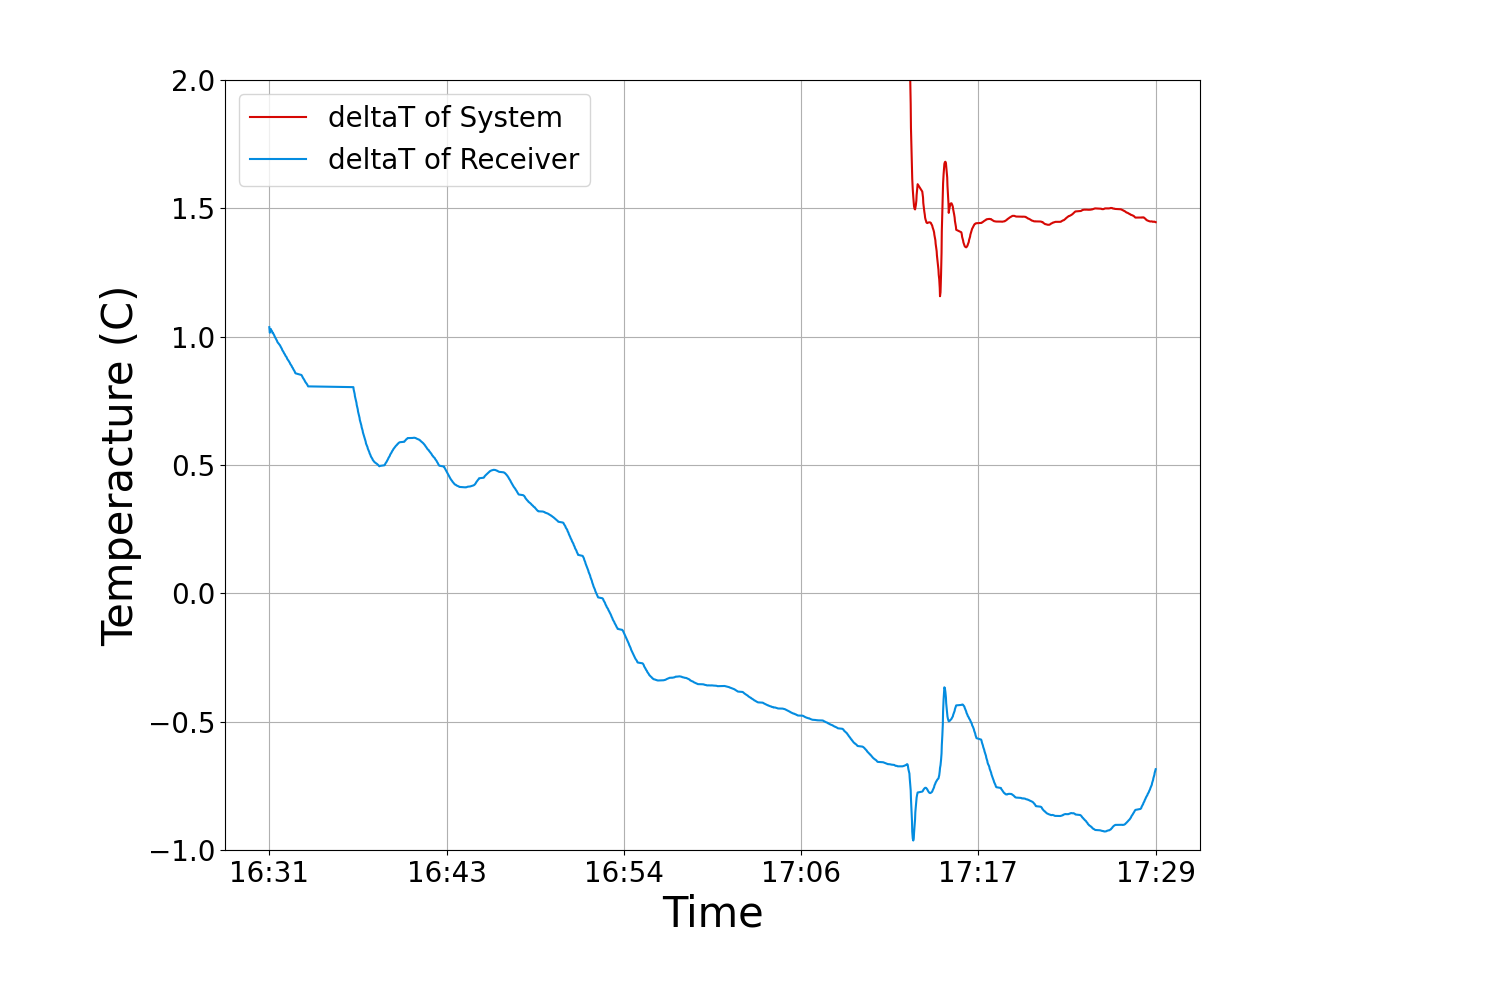 2.0
1.5
1.0
0.5
0.0
−0.5
−1.0
deltaT of System
deltaT of Receiver
Temperacture (C)
16:31 16:43 16:54 17:06 17:17 17:29
Time